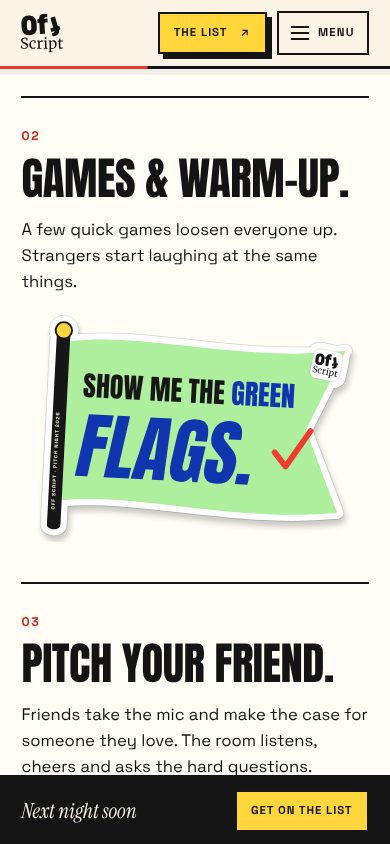 Off
Script
THE LIST ↗
MENU
02
GAMES & WARM-UP.
A few quick games loosen everyone up.
Strangers start laughing at the same
things.
Off
Script
SHOW ME THE GREEN
FLAGS.
OFF SCRIPT · PITCH NIGHT 2026
03
PITCH YOUR FRIEND.
Friends take the mic and make the case for
someone they love. The room listens,
cheers and asks the hard questions.
Next night soon
GET ON THE LIST